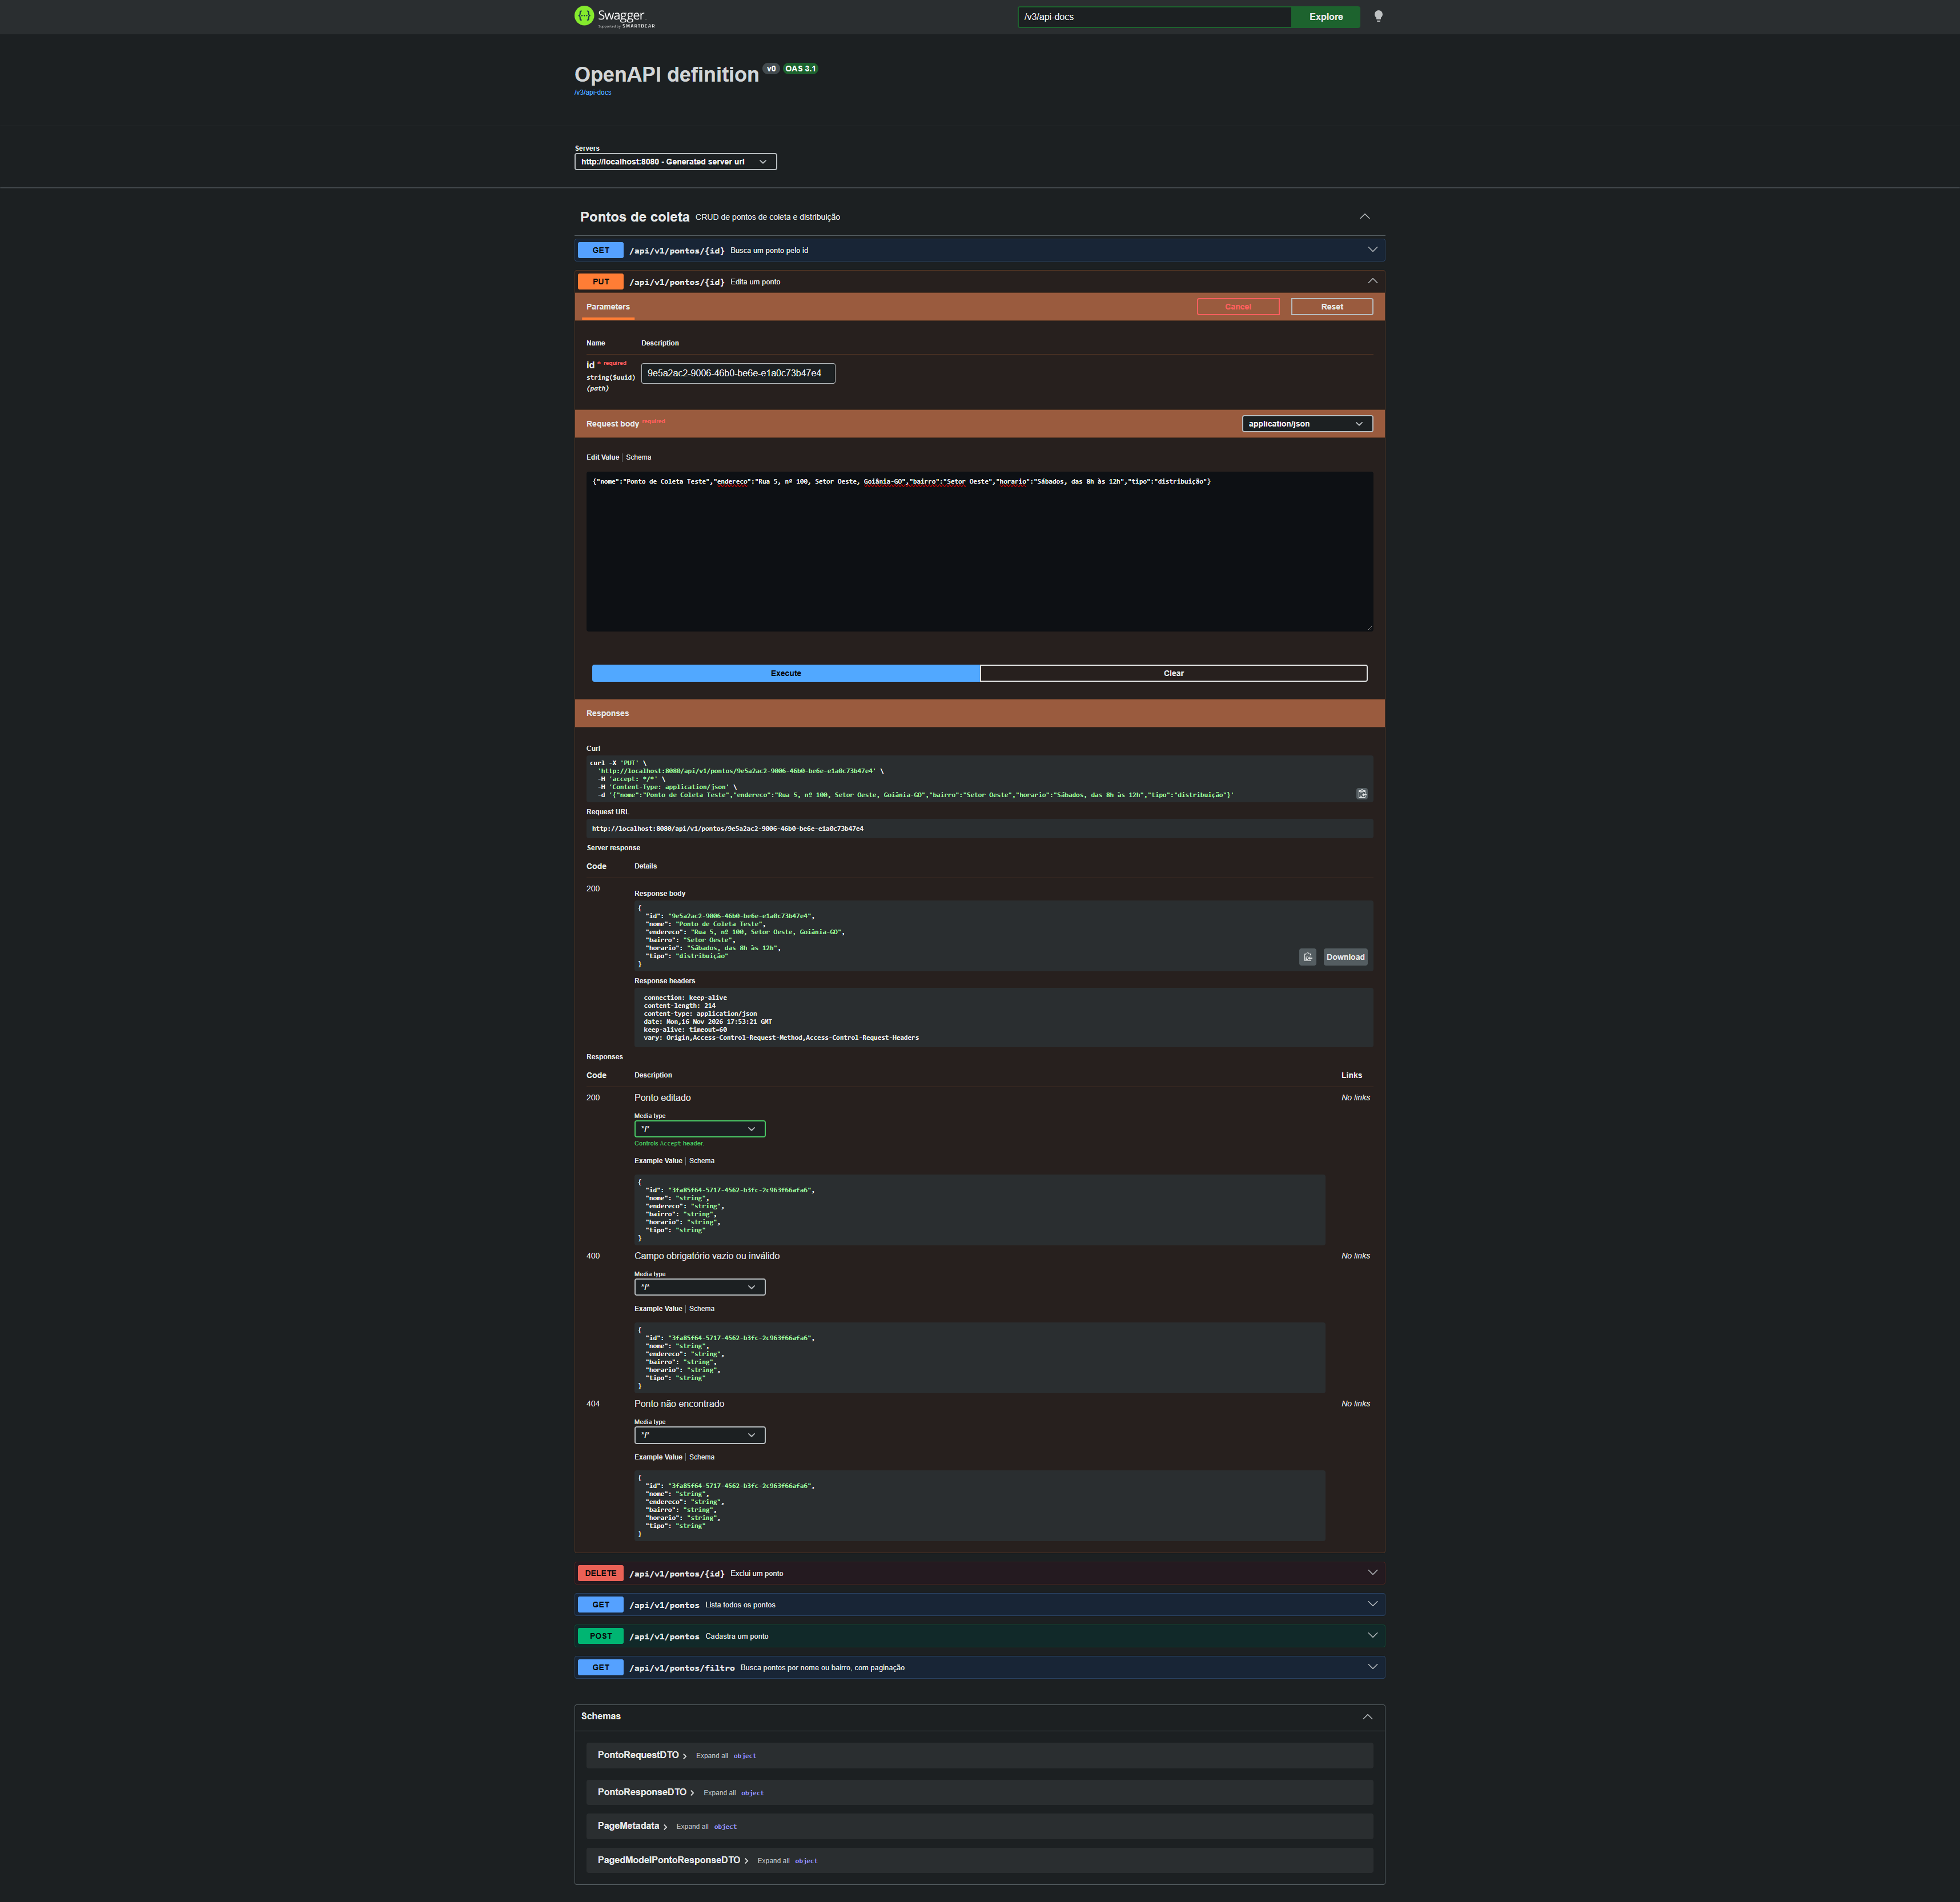 Swagger
Supported by SMARTBEAR
/v3/api-docs
Explore
OpenAPI definition v0 OAS 3.1
/v3/api-docs
Servers
http://localhost:8080 - Generated server url
Pontos de coleta CRUD de pontos de coleta e distribuição
GET /api/v1/pontos/{id} Busca um ponto pelo id
PUT /api/v1/pontos/{id} Edita um ponto
Parameters Cancel Reset
Name Description
id * required
string($uuid)
(path)
9e5a2ac2-9006-46b0-be6e-e1a0c73b47e4
Request body required application/json
Edit Value | Schema
{"nome":"Ponto de Coleta Teste","endereco":"Rua 5, nº 100, Setor Oeste, Goiânia-GO","bairro":"Setor Oeste","horario":"Sábados, das 8h às 12h","tipo":"distribuição"}
Execute Clear
Responses
Curl
curl -X 'PUT' \
'http://localhost:8080/api/v1/pontos/9e5a2ac2-9006-46b0-be6e-e1a0c73b47e4' \
-H 'accept: */*' \
-H 'Content-Type: application/json' \
-d '{"nome":"Ponto de Coleta Teste","endereco":"Rua 5, nº 100, Setor Oeste, Goiânia-GO","bairro":"Setor Oeste","horario":"Sábados, das 8h às 12h","tipo":"distribuição"}'
Request URL
http://localhost:8080/api/v1/pontos/9e5a2ac2-9006-46b0-be6e-e1a0c73b47e4
Server response
Code Details
200
Response body
{
"id": "9e5a2ac2-9006-46b0-be6e-e1a0c73b47e4",
"nome": "Ponto de Coleta Teste",
"endereco": "Rua 5, nº 100, Setor Oeste, Goiânia-GO",
"bairro": "Setor Oeste",
"horario": "Sábados, das 8h às 12h",
"tipo": "distribuição"
}
Download
Response headers
connection: keep-alive
content-length: 214
content-type: application/json
date: Mon,16 Nov 2026 17:53:21 GMT
keep-alive: timeout=60
vary: Origin,Access-Control-Request-Method,Access-Control-Request-Headers
Responses
Code Description Links
200 Ponto editado No links
Media type
*/*
Controls Accept header.
Example Value | Schema
{
"id": "3fa85f64-5717-4562-b3fc-2c963f66afa6",
"nome": "string",
"endereco": "string",
"bairro": "string",
"horario": "string",
"tipo": "string"
}
400 Campo obrigatório vazio ou inválido No links
Media type
*/*
Example Value | Schema
{
"id": "3fa85f64-5717-4562-b3fc-2c963f66afa6",
"nome": "string",
"endereco": "string",
"bairro": "string",
"horario": "string",
"tipo": "string"
}
404 Ponto não encontrado No links
Media type
*/*
Example Value | Schema
{
"id": "3fa85f64-5717-4562-b3fc-2c963f66afa6",
"nome": "string",
"endereco": "string",
"bairro": "string",
"horario": "string",
"tipo": "string"
}
DELETE /api/v1/pontos/{id} Exclui um ponto
GET /api/v1/pontos Lista todos os pontos
POST /api/v1/pontos Cadastra um ponto
GET /api/v1/pontos/filtro Busca pontos por nome ou bairro, com paginação
Schemas
PontoRequestDTO Expand all object
PontoResponseDTO Expand all object
PageMetadata Expand all object
PagedModelPontoResponseDTO Expand all object